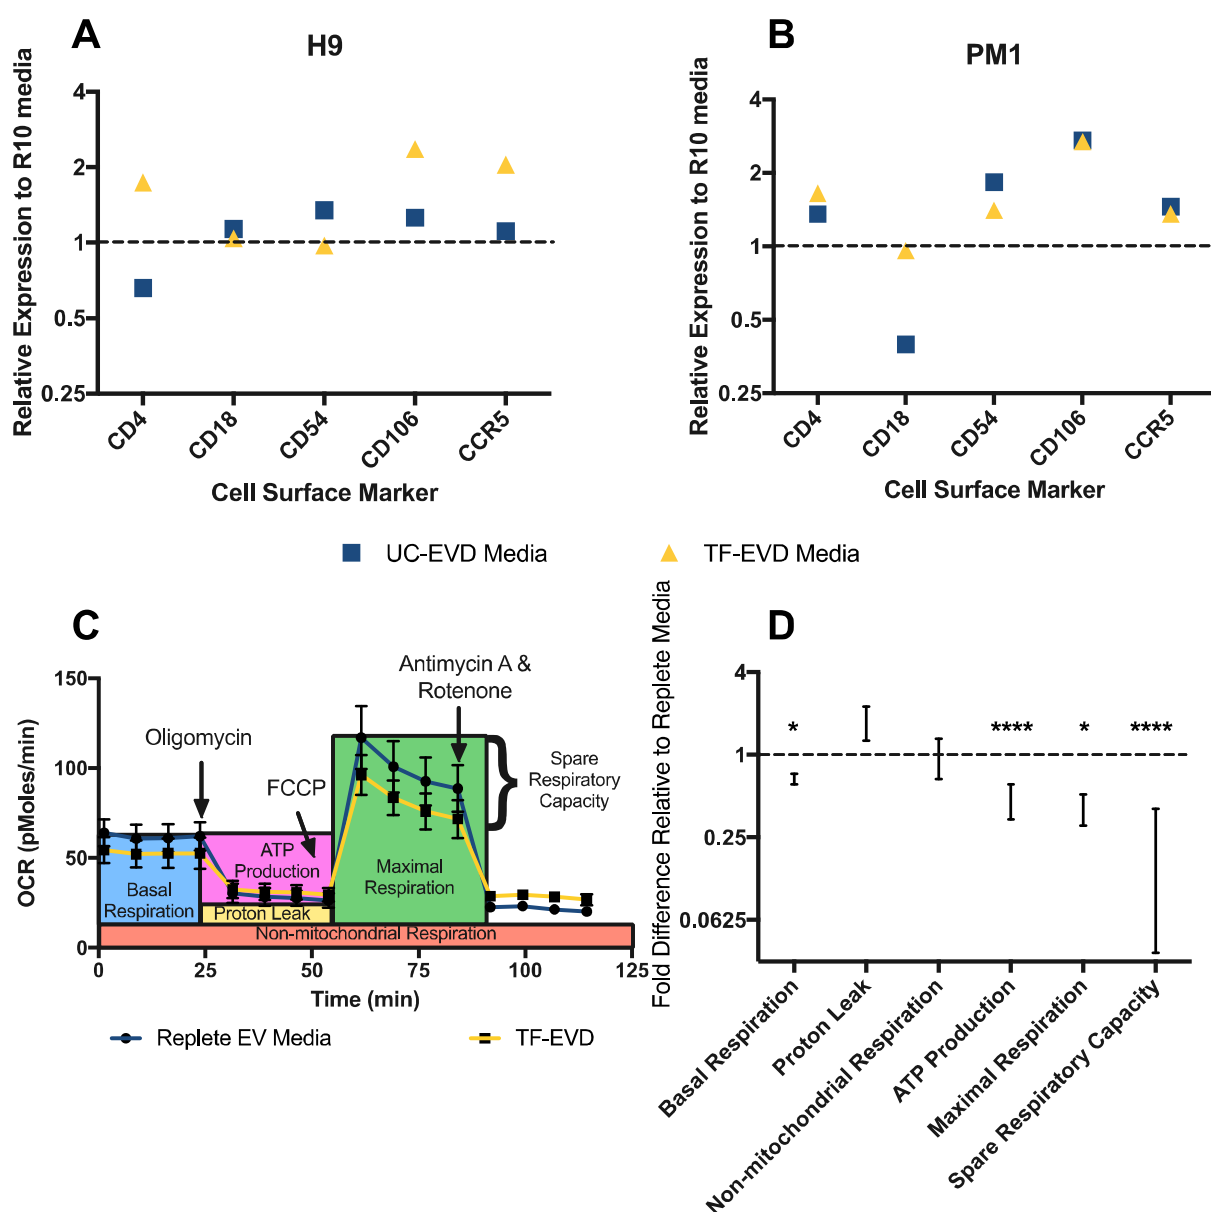 A
H9
Relative Expression to R10 media
4
2
1
0.5
0.25
CD4
CD18
CD54
CD106
CCR5
Cell Surface Marker
B
PM1
Relative Expression to R10 media
4
2
1
0.5
0.25
CD4
CD18
CD54
CD106
CCR5
Cell Surface Marker
UC-EVD Media
TF-EVD Media
C
OCR (pMoles/min)
150
100
50
0
Oligomycin
FCCP
Antimycin A &
Rotenone
Spare
Respiratory
Capacity
ATP
Production
Basal
Respiration
Proton Leak
Maximal
Respiration
Non-mitochondrial Respiration
0
25
50
75
100
125
Time (min)
Replete EV Media
TF-EVD
D
Fold Difference Relative to Replete Media
4
1
0.25
0.0625
*
****
*
****
Basal Respiration
Proton Leak
Non-mitochondrial Respiration
ATP Production
Maximal Respiration
Spare Respiratory Capacity